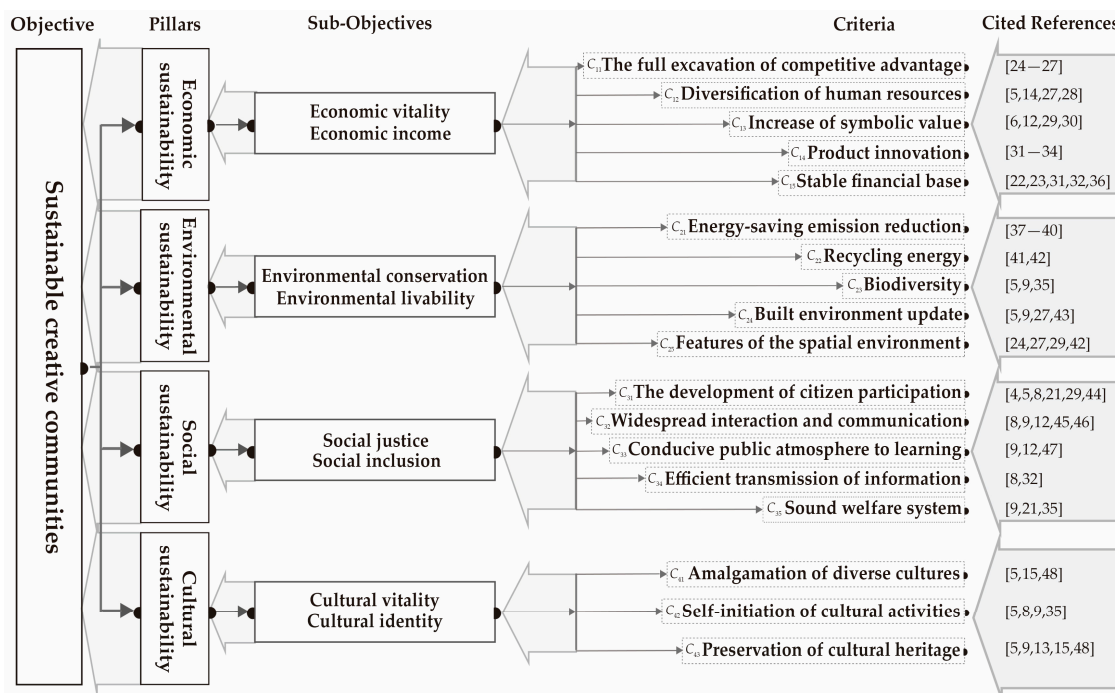 Objective Pillars Sub-Objectives Criteria Cited References
Sustainable creative communities
Economic
sustainability
Economic vitality
Economic income
C11 The full excavation of competitive advantage [24—27]
C12 Diversification of human resources [5,14,27,28]
C13 Increase of symbolic value [6,12,29,30]
C14 Product innovation [31—34]
C15 Stable financial base [22,23,31,32,36]
Environmental
sustainability
Environmental conservation
Environmental livability
C21 Energy-saving emission reduction [37—40]
C22 Recycling energy [41,42]
C23 Biodiversity [5,9,35]
C24 Built environment update [5,9,27,43]
C25 Features of the spatial environment [24,27,29,42]
Social
sustainability
Social justice
Social inclusion
C31 The development of citizen participation [4,5,8,21,29,44]
C32 Widespread interaction and communication [8,9,12,45,46]
C33 Conducive public atmosphere to learning [9,12,47]
C34 Efficient transmission of information [8,32]
C35 Sound welfare system [9,21,35]
Cultural
sustainability
Cultural vitality
Cultural identity
C41 Amalgamation of diverse cultures [5,15,48]
C42 Self-initiation of cultural activities [5,8,9,35]
C43 Preservation of cultural heritage [5,9,13,15,48]